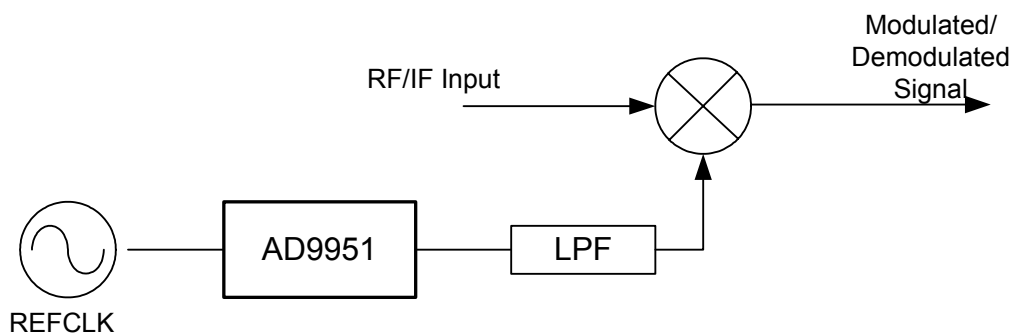 Modulated/
Demodulated
Signal
RF/IF Input
AD9951
LPF
REFCLK